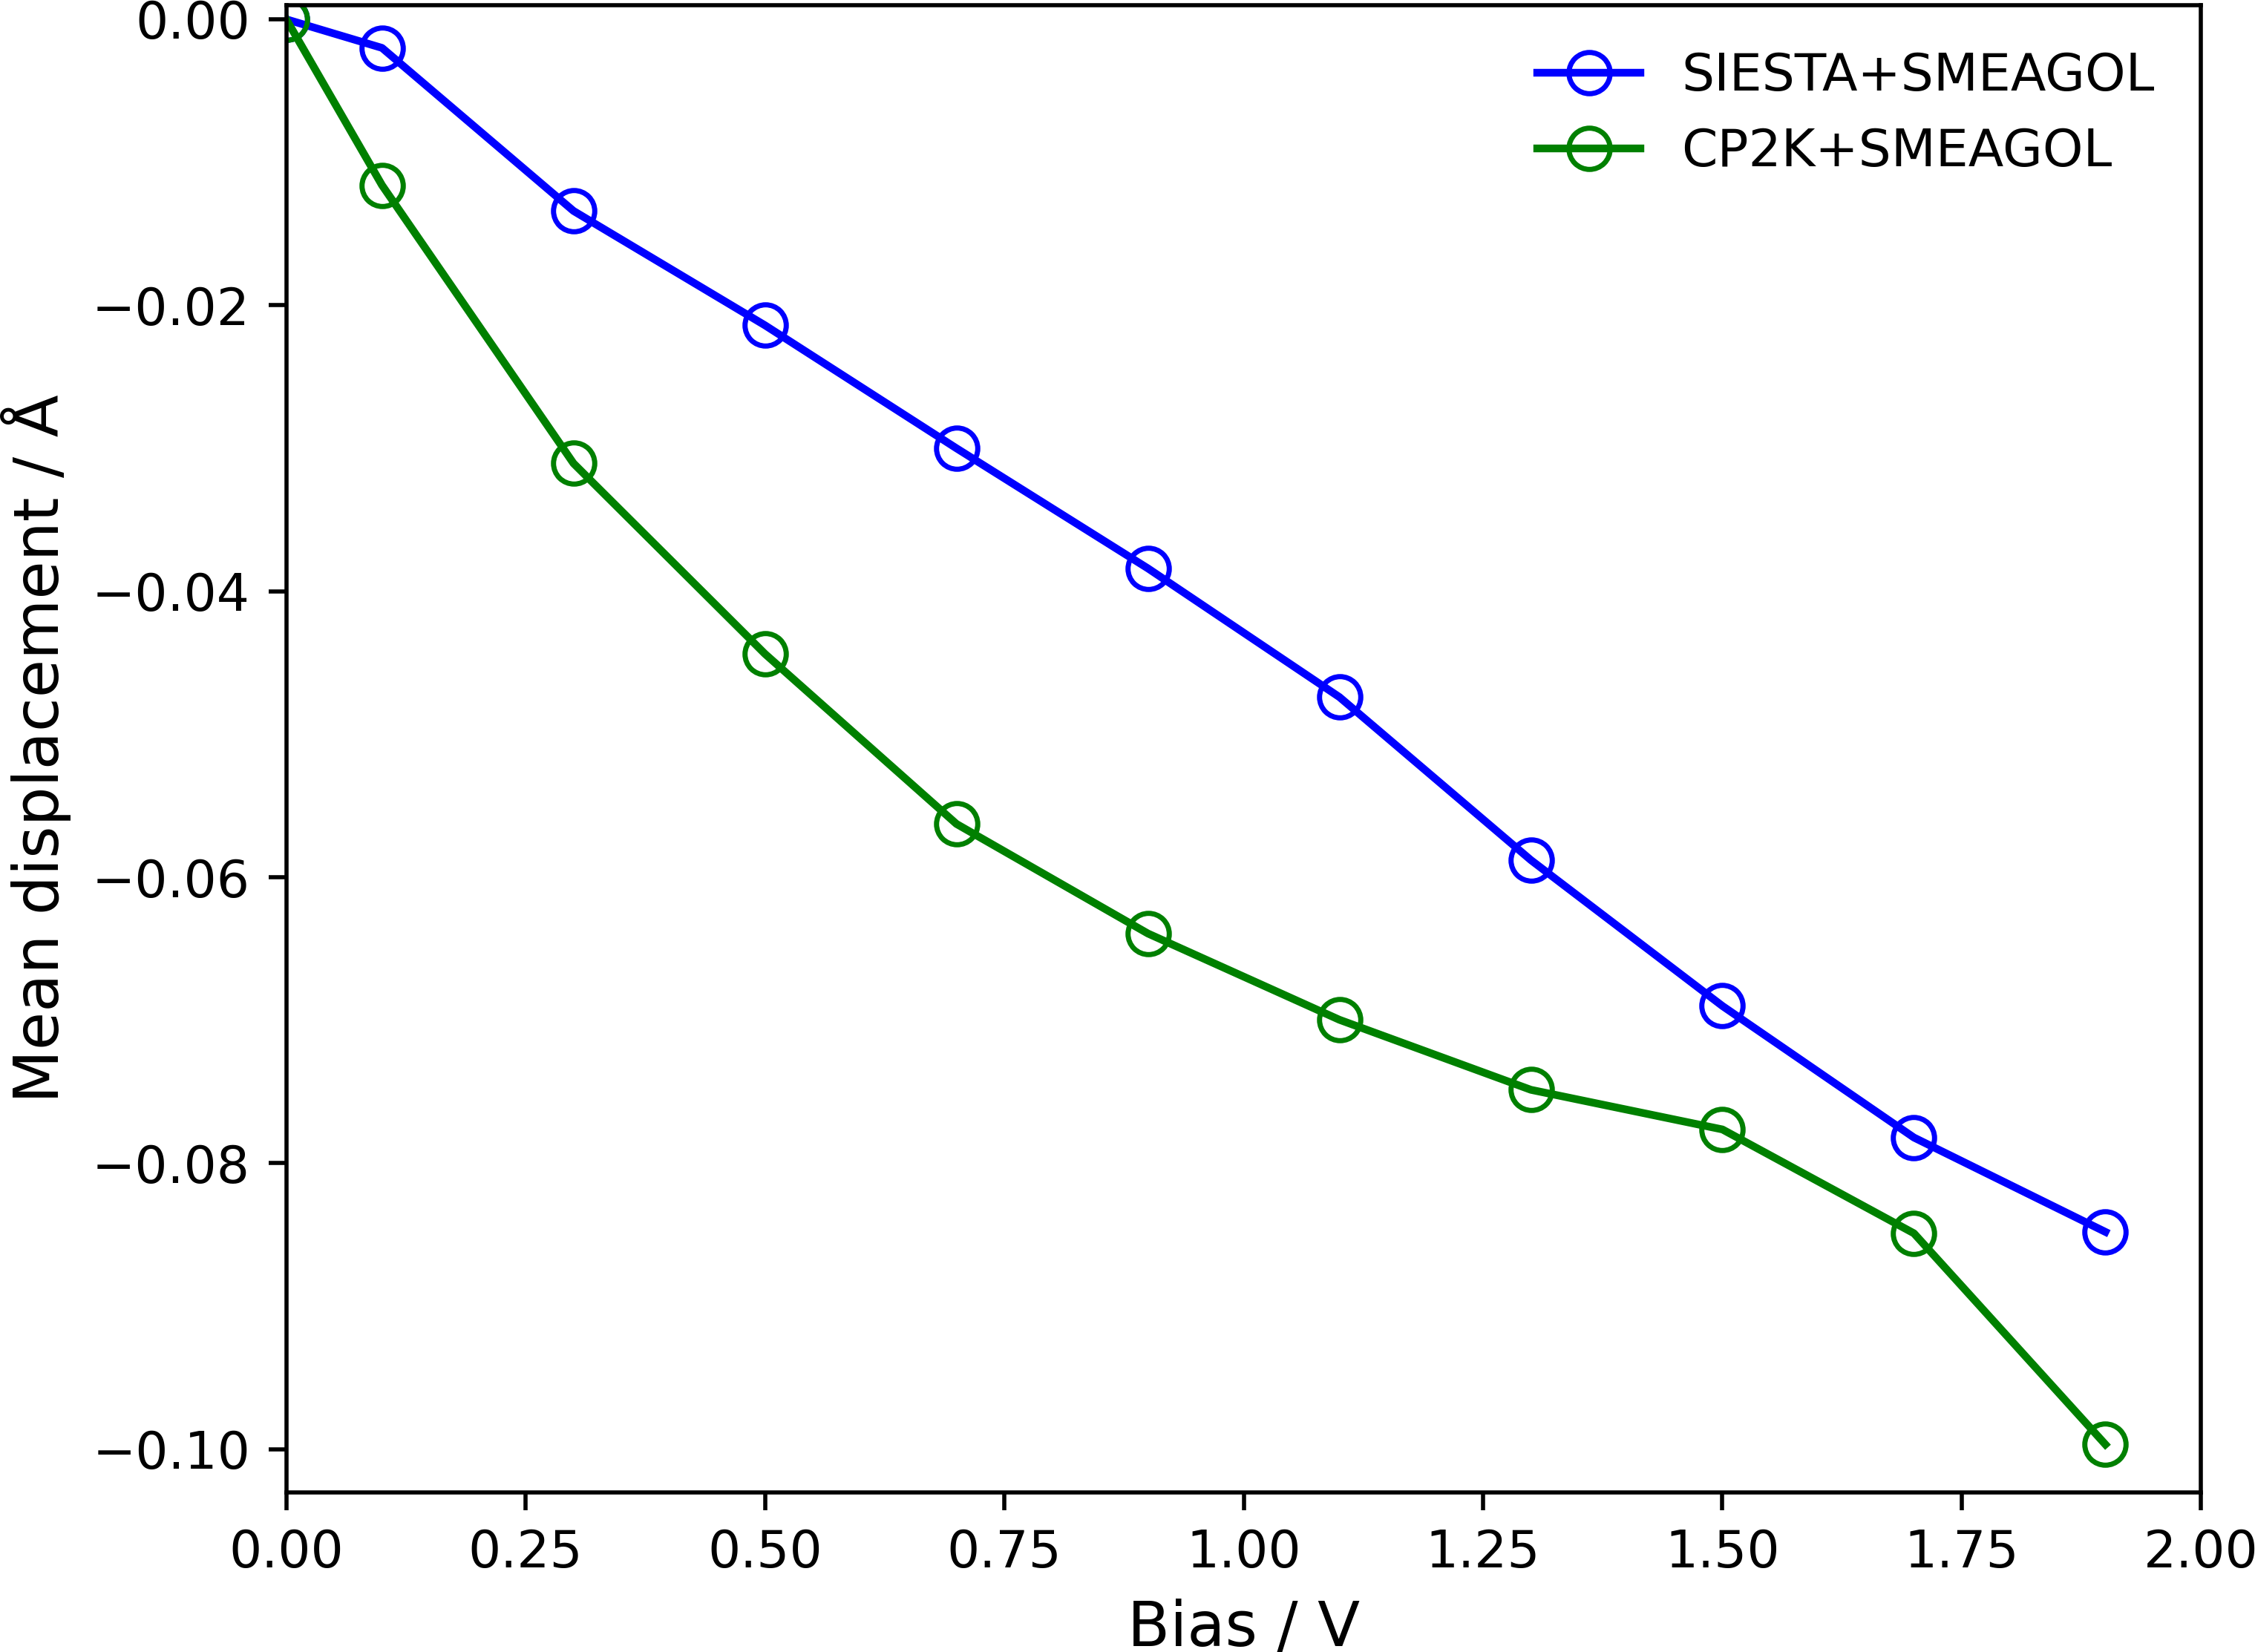 SIESTA+SMEAGOL
CP2K+SMEAGOL
Mean displacement / Å
0.00
−0.02
−0.04
−0.06
−0.08
−0.10
0.00 0.25 0.50 0.75 1.00 1.25 1.50 1.75 2.00
Bias / V